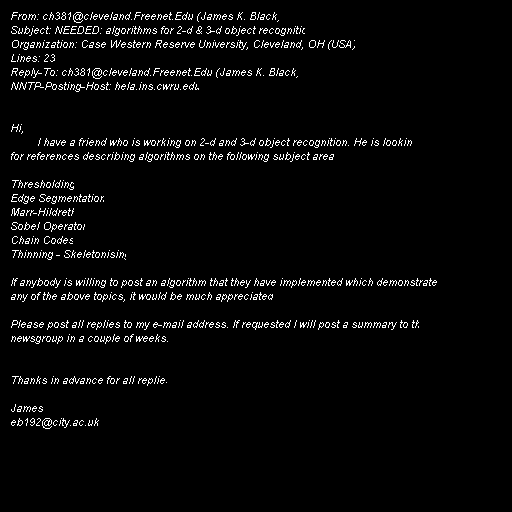 From: ch381@cleveland.Freenet.Edu (James K. Black)
Subject: NEEDED: algorithms for 2-d & 3-d object recognitio
Organization: Case Western Reserve University, Cleveland, OH (USA)
Lines: 23
Reply-To: ch381@cleveland.Freenet.Edu (James K. Black)
NNTP-Posting-Host: hela.ins.cwru.edu
Hi,
I have a friend who is working on 2-d and 3-d object recognition. He is lookin
for references describing algorithms on the following subject area
Thresholding
Edge Segmentation
Marr-Hildreth
Sobel Operator
Chain Codes
Thinning - Skeletonising
If anybody is willing to post an algorithm that they have implemented which demonstrate
any of the above topics, it would be much appreciated
Please post all replies to my e-mail address. If requested I will post a summary to th
newsgroup in a couple of weeks.
Thanks in advance for all replie
James
eb192@city.ac.uk